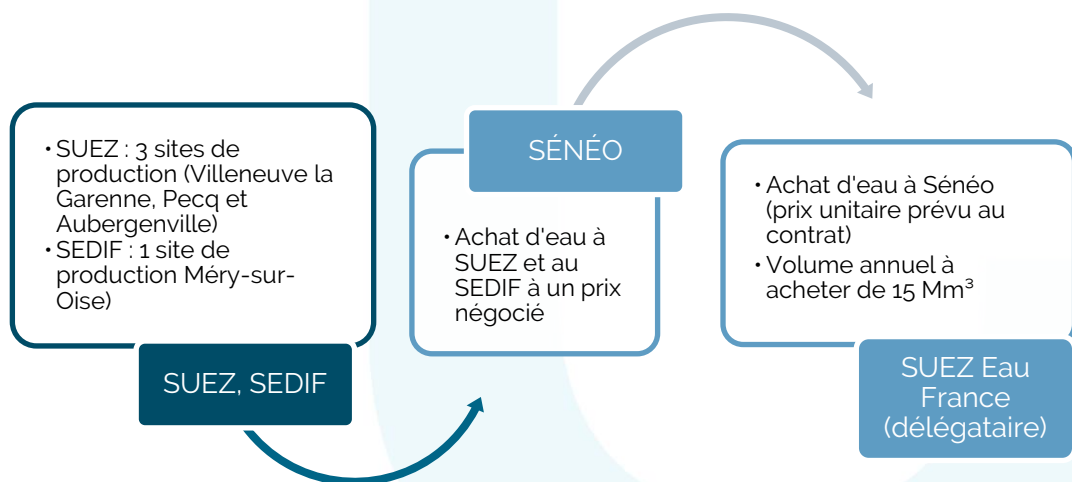 • SUEZ : 3 sites de
production (Villeneuve la
Garenne, Pecq et
Aubergenville)
• SEDIF : 1 site de
production Méry-sur-
Oise)
SUEZ, SEDIF
SÉNÉO
• Achat d'eau à
SUEZ et au
SEDIF à un prix
négocié
• Achat d'eau à Sénéo
(prix unitaire prévu au
contrat)
• Volume annuel à
acheter de 15 Mm³
SUEZ Eau
France
(délégataire)